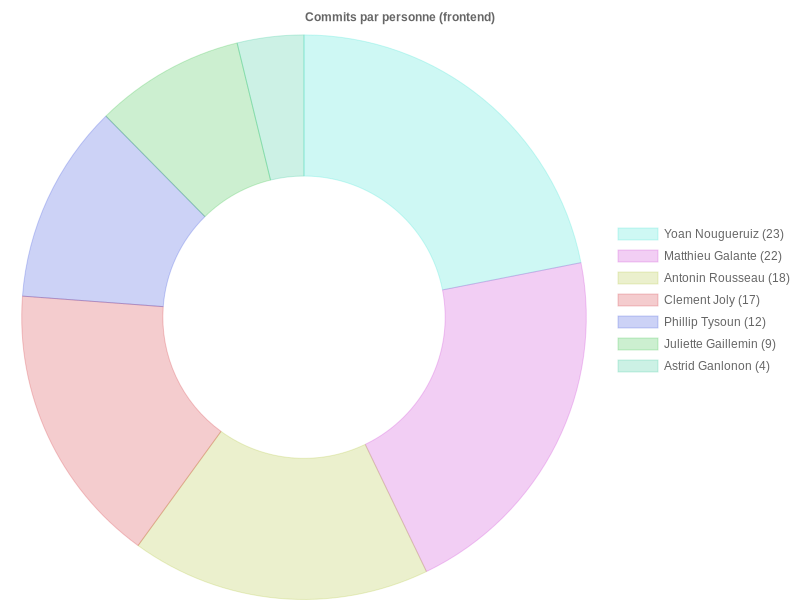 Commits par personne (frontend)
Yoan Nougueruiz (23)
Matthieu Galante (22)
Antonin Rousseau (18)
Clement Joly (17)
Phillip Tysoun (12)
Juliette Gaillemin (9)
Astrid Ganlonon (4)